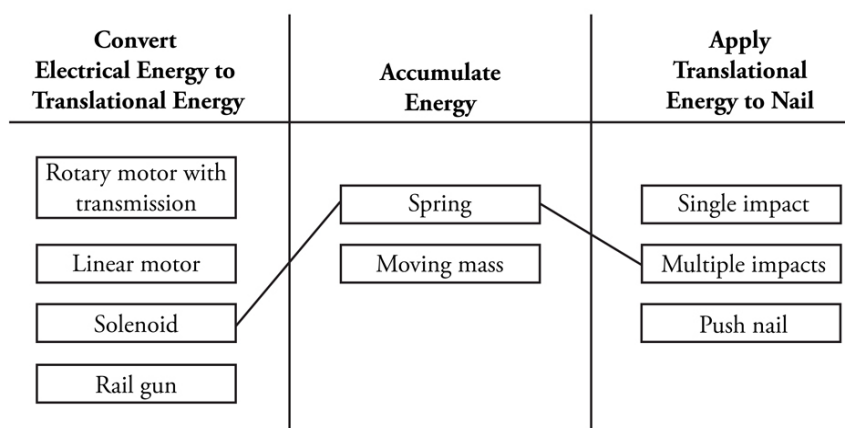 Convert
Electrical Energy to
Translational Energy
Accumulate
Energy
Apply
Translational
Energy to Nail
Rotary motor with
transmission
Linear motor
Solenoid
Rail gun
Spring
Moving mass
Single impact
Multiple impacts
Push nail